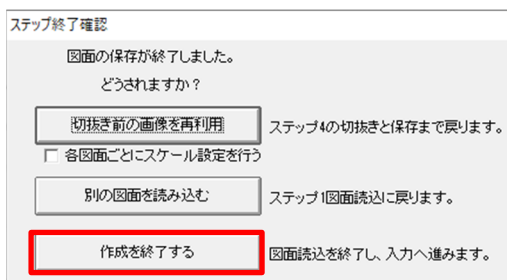 ステップ終了確認
図面の保存が終了しました。
どうされますか？
切抜き前の画像を再利用 ステップ4の切抜きと保存まで戻ります。
各図面ごとにスケール設定を行う
別の図面を読み込む ステップ1図面読込に戻ります。
作成を終了する 図面読込を終了し、入力へ進みます。